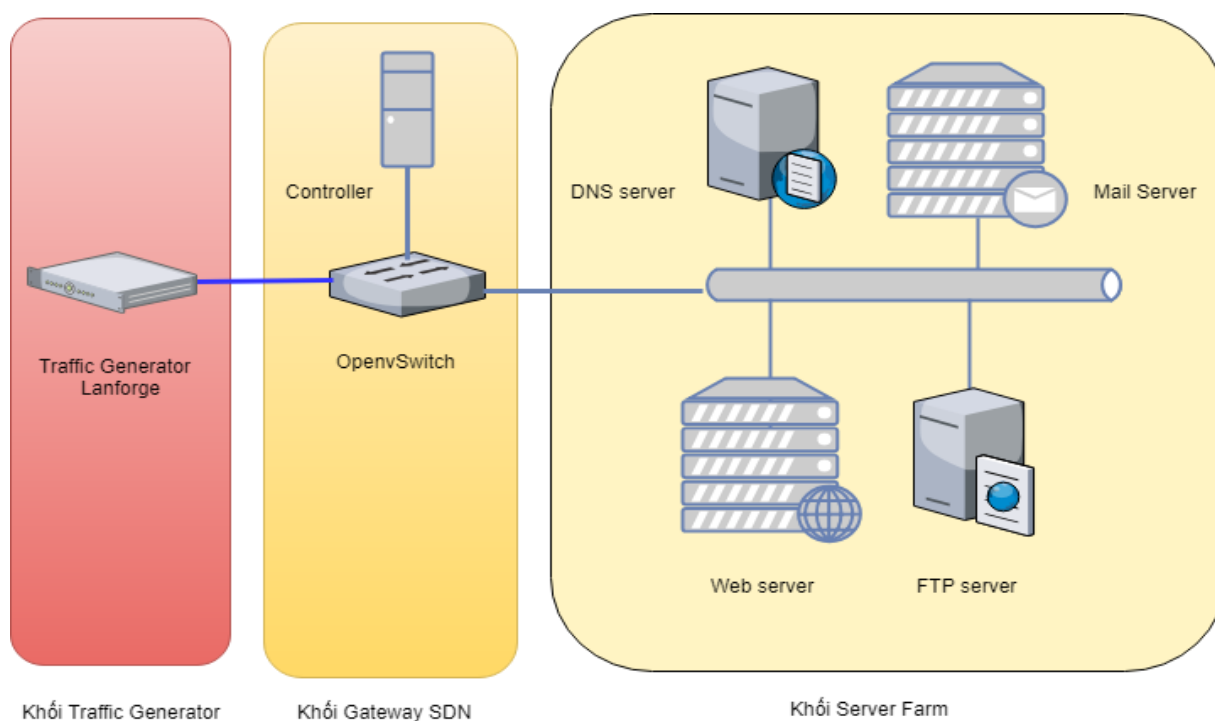 Controller
DNS server
Mail Server
Traffic Generator
Lanforge
OpenvSwitch
Web server
FTP server
Khối Traffic Generator
Khối Gateway SDN
Khối Server Farm